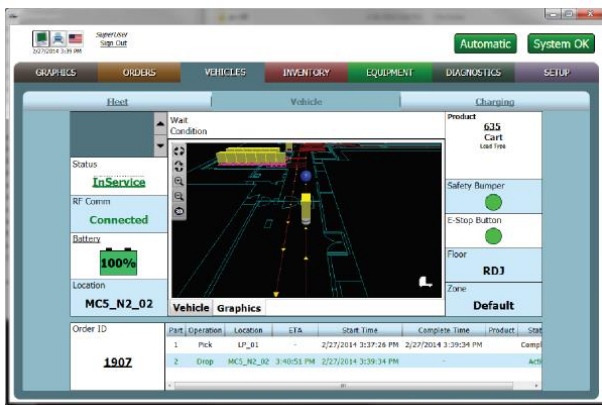 SuperUser
Sign Out
2/27/2014 3:39 PM
Automatic
System OK
GRAPHICS
ORDERS
VEHICLES
INVENTORY
EQUIPMENT
DIAGNOSTICS
SETUP
Fleet
Vehicle
Charging
Wait
Condition
Product
635
Cart
Load Type
Status
InService
Safety Bumper
RF Comm
Connected
E-Stop Button
Battery
100%
Floor
RDJ
Location
MC5_N2_02
Zone
Default
Vehicle Graphics
Order ID
1907
Part Operation Location ETA Start Time Complete Time Product Stat
1 Pick LP_01 - 2/27/2014 3:37:26 PM 2/27/2014 3:39:34 PM Compl
2 Drop MC5_N2_02 3:40:51 PM 2/27/2014 3:39:34 PM - Acti